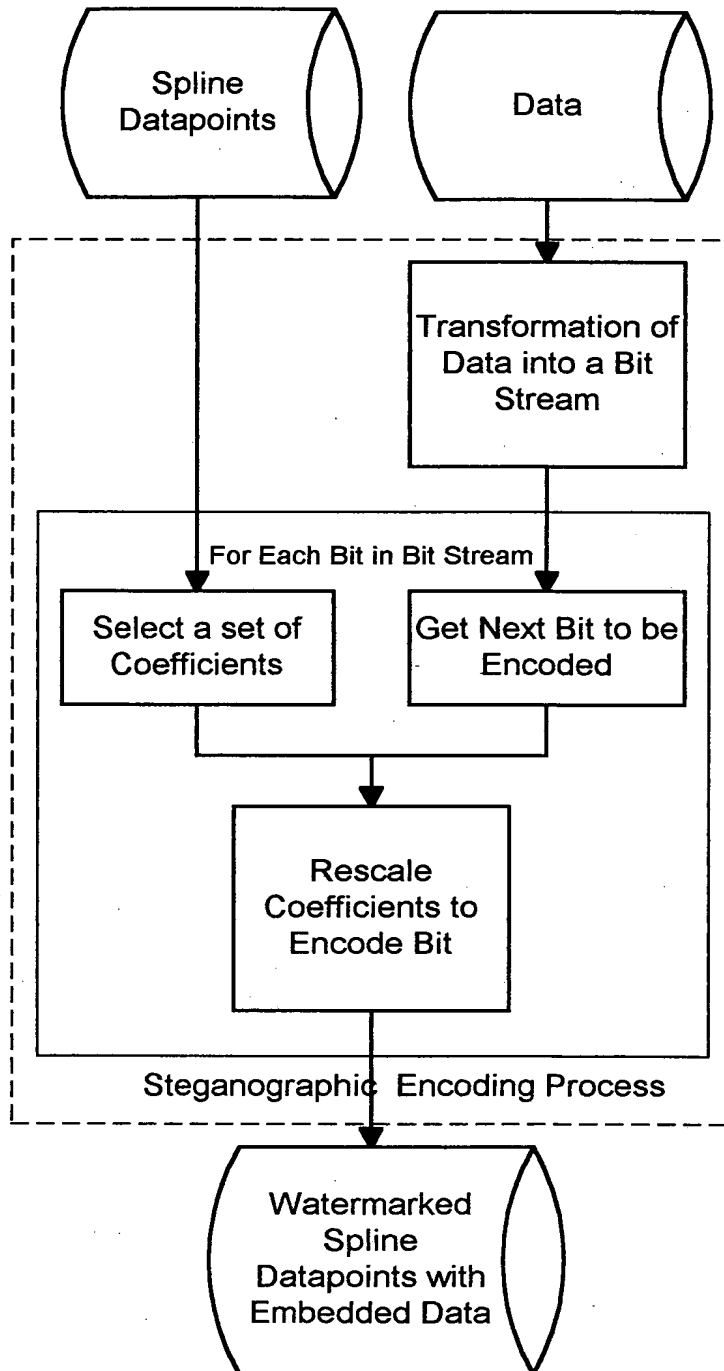 Spline
Datapoints
Data
Transformation of
Data into a Bit
Stream
For Each Bit in Bit Stream
Select a set of
Coefficients
Get Next Bit to be
Encoded
Rescale
Coefficients to
Encode Bit
Steganographic Encoding Process
Watermarked
Spline
Datapoints with
Embedded Data